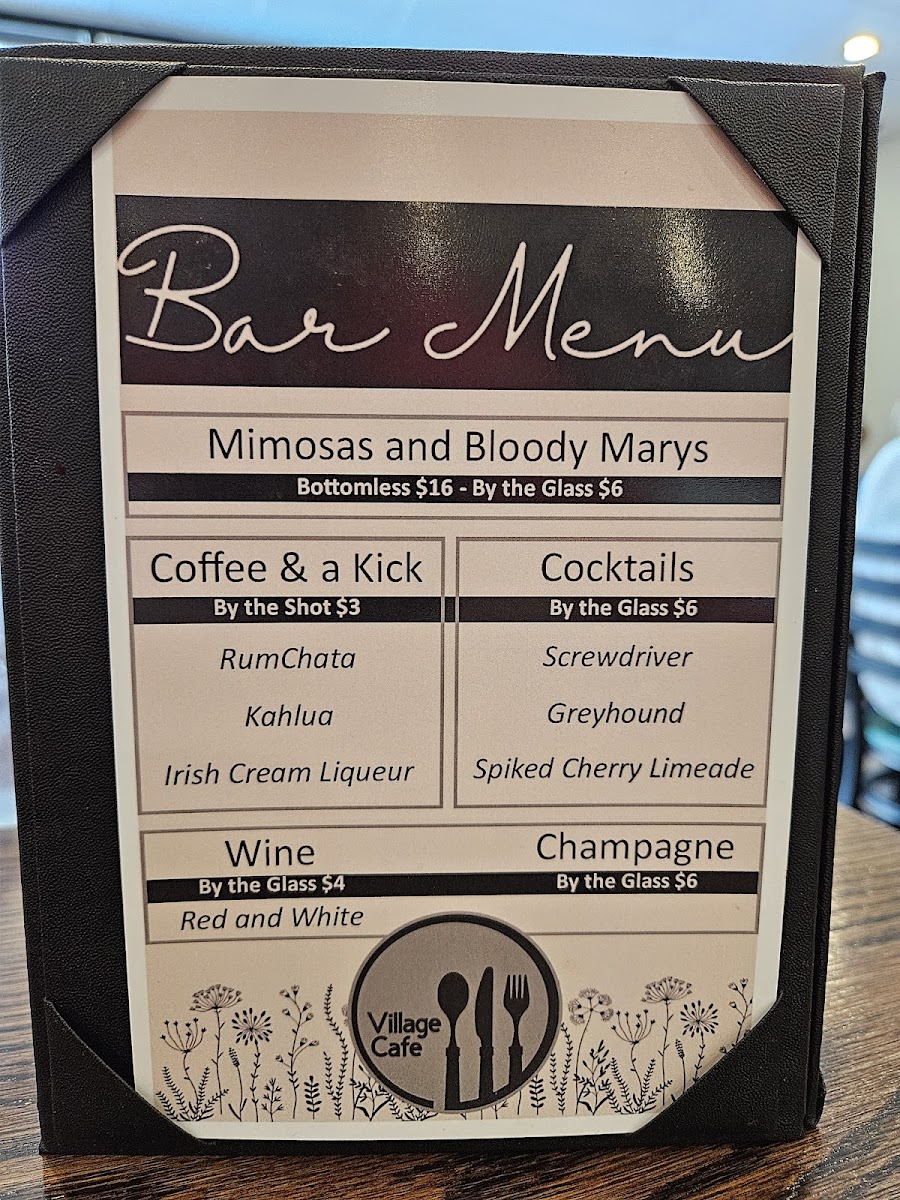 Bar Menu
Mimosas and Bloody Marys
Bottomless $16 - By the Glass $6
Coffee & a Kick
By the Shot $3
RumChata
Kahlua
Irish Cream Liqueur
Cocktails
By the Glass $6
Screwdriver
Greyhound
Spiked Cherry Limeade
Wine
By the Glass $4
Red and White
Champagne
By the Glass $6
Village
Cafe